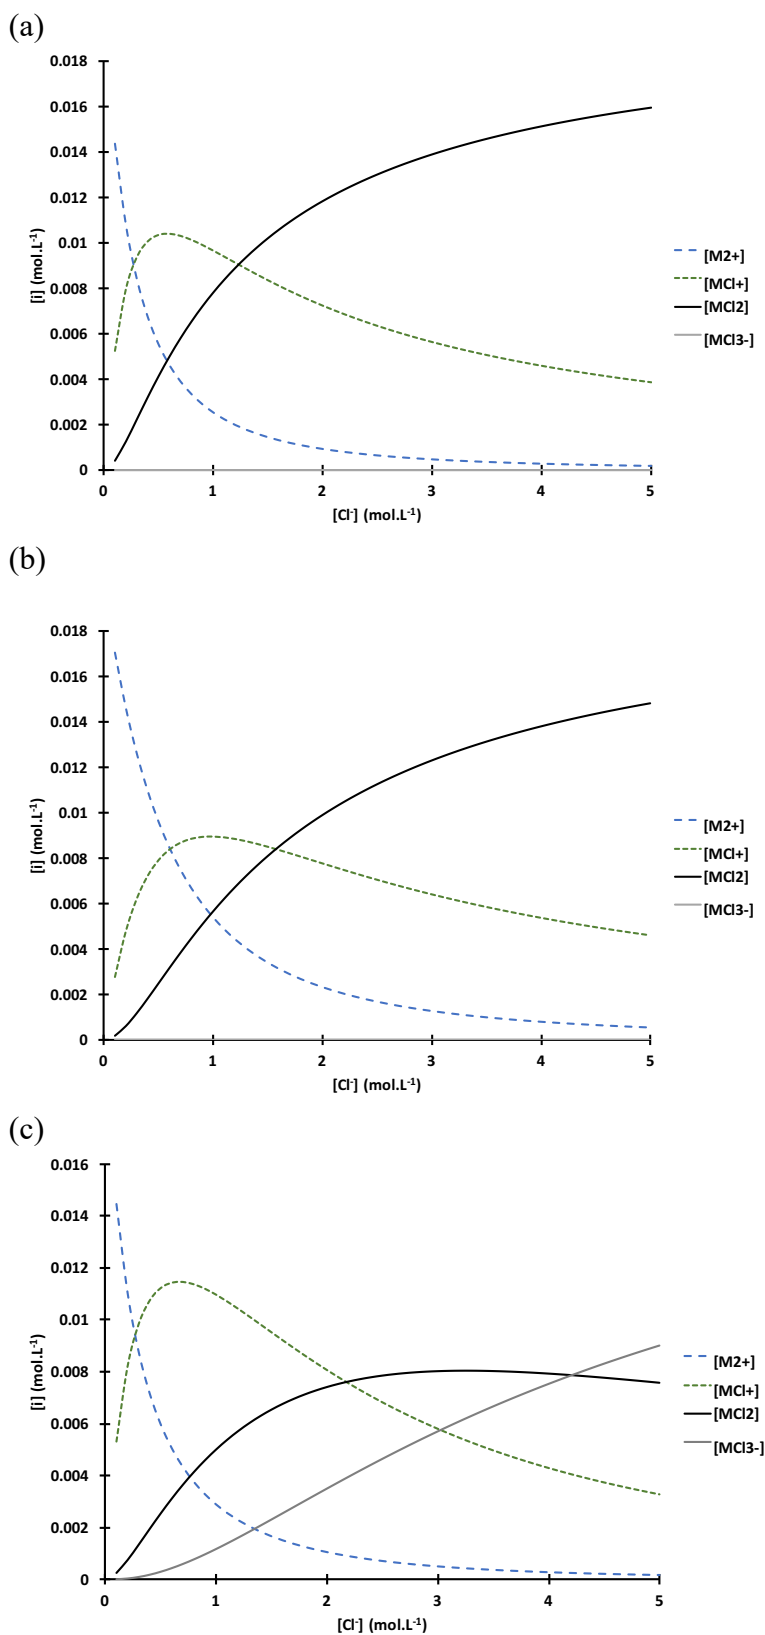 (a)
0.018
0.016
0.014
0.012
0.01
0.008
0.006
0.004
0.002
0
[i] (mol.L⁻¹)
0 1 2 3 4 5
[Cl⁻] (mol.L⁻¹)
[M2+]
[MCl+]
[MCl2]
[MCl3-]
(b)
0.018
0.016
0.014
0.012
0.01
0.008
0.006
0.004
0.002
0
[i] (mol.L⁻¹)
0 1 2 3 4 5
[Cl⁻] (mol.L⁻¹)
[M2+]
[MCl+]
[MCl2]
[MCl3-]
(c)
0.016
0.014
0.012
0.01
0.008
0.006
0.004
0.002
0
[i] (mol.L⁻¹)
0 1 2 3 4 5
[Cl⁻] (mol.L⁻¹)
[M2+]
[MCl+]
[MCl2]
[MCl3-]